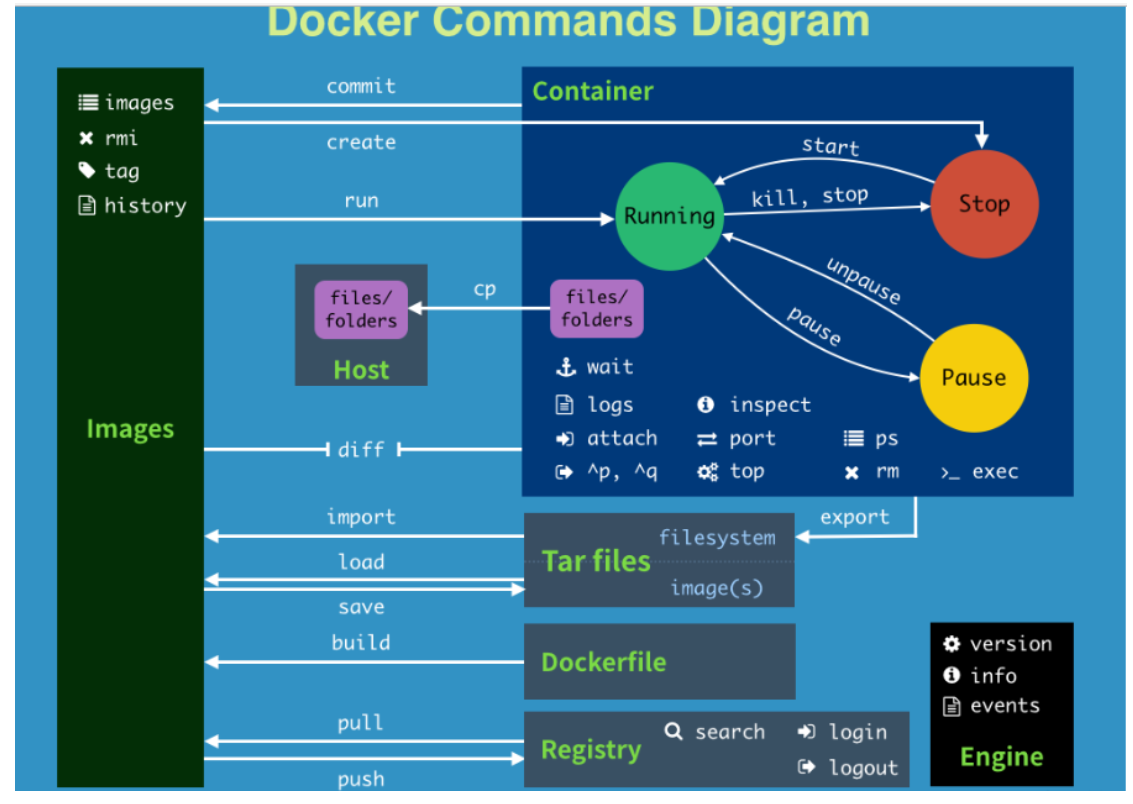 Docker Commands Diagram
images
rmi
tag
history
Images
commit
create
run
Container
start
Running
kill, stop
Stop
unpause
pause
Pause
files/
folders
Host
cp
files/
folders
wait
logs
inspect
attach
port
ps
^p, ^q
top
rm
>_ exec
diff
import
load
save
export
Tar files
filesystem
image(s)
build
Dockerfile
pull
push
Registry
search
login
logout
version
info
events
Engine